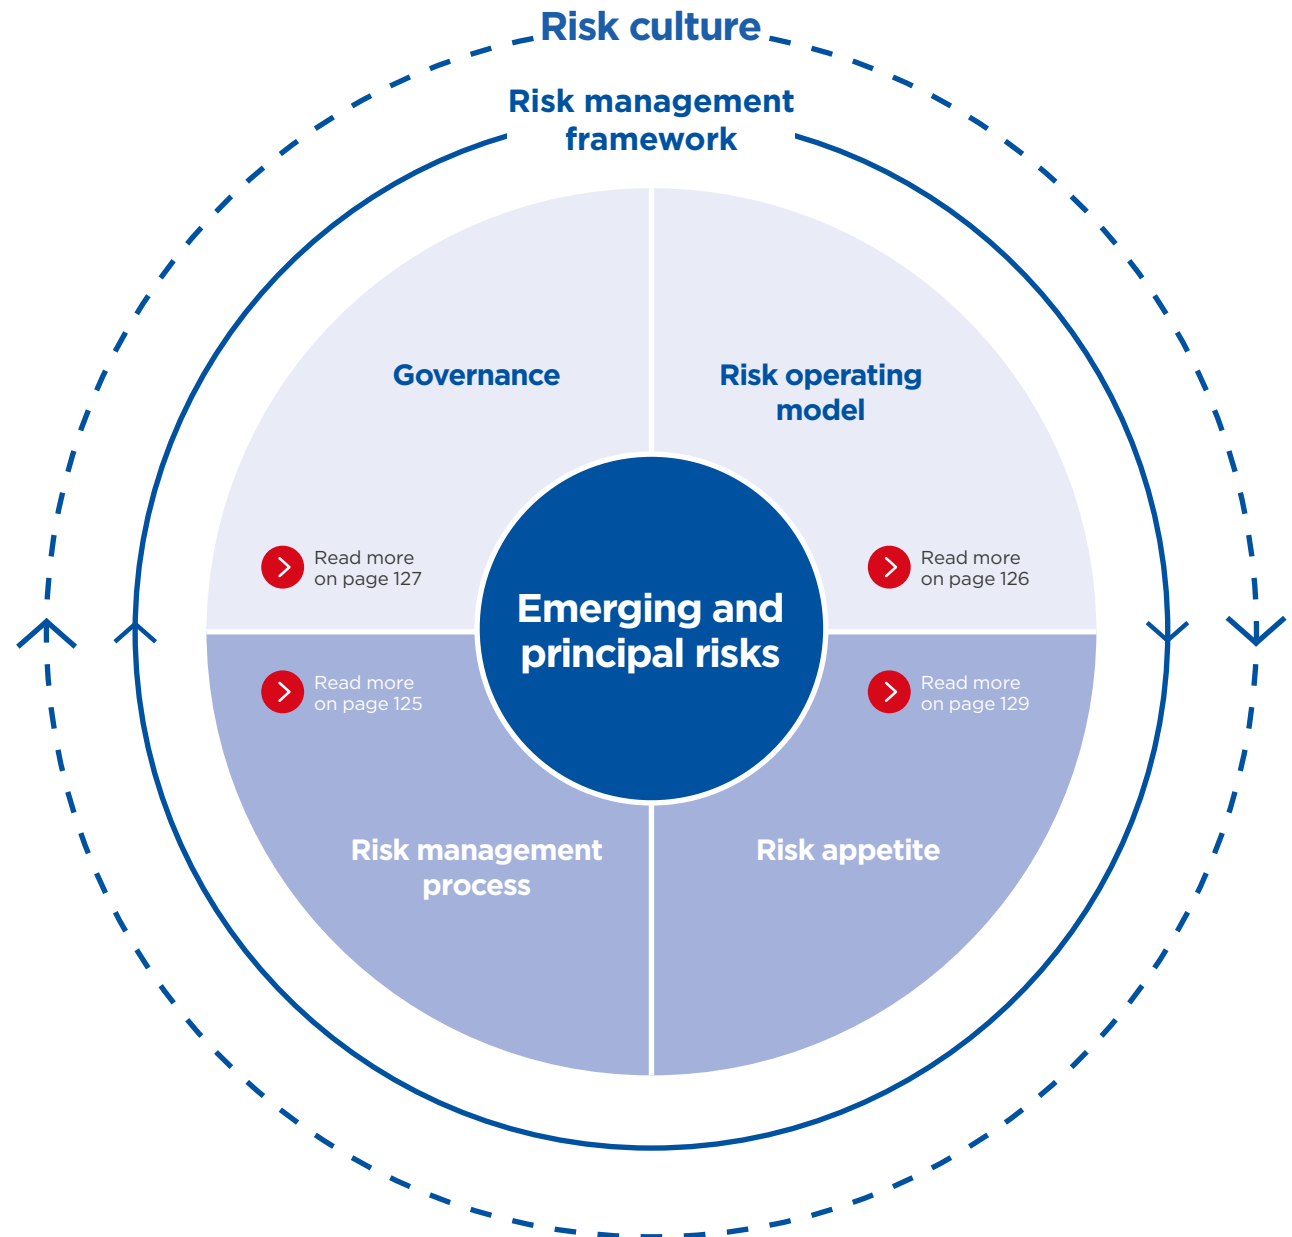 Risk culture
Risk management
framework
Governance
Risk operating
model
Read more
on page 127
Read more
on page 126
Emerging and
principal risks
Read more
on page 125
Read more
on page 129
Risk management
process
Risk appetite